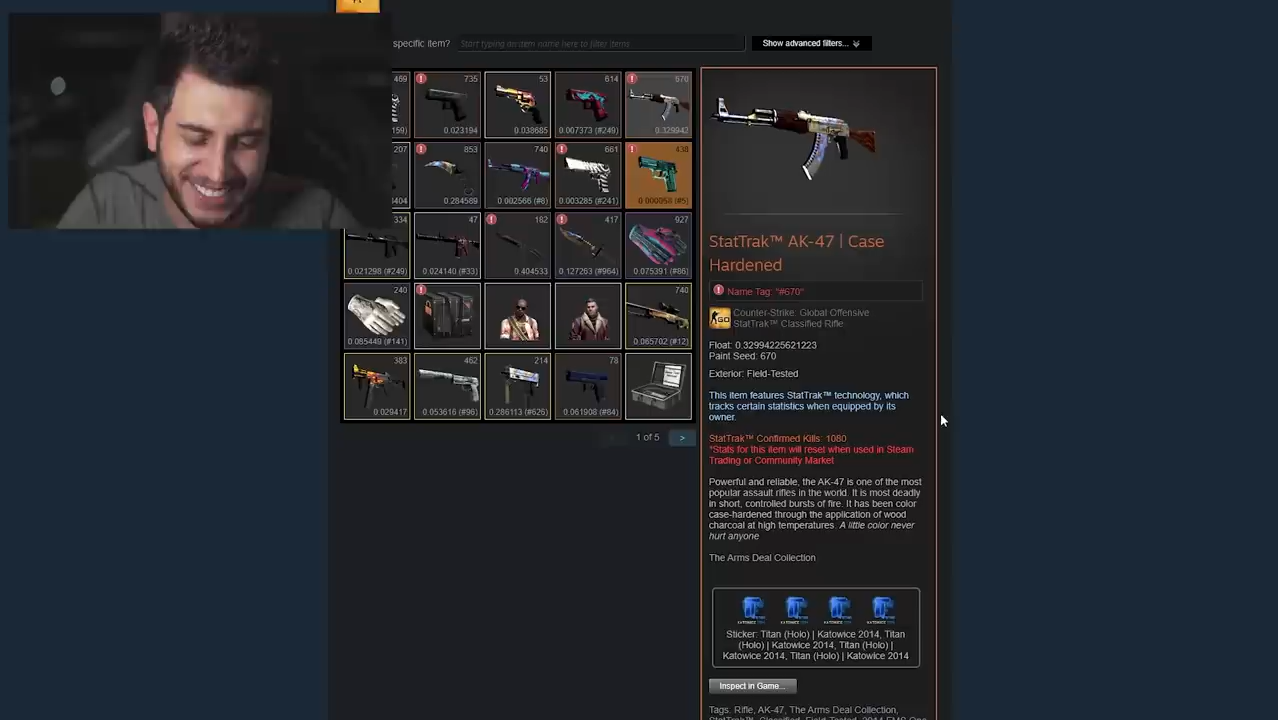 specific item?
Start typing an item name here to filter items
Show advanced filters...
469
735
53
614
670
159)
0.023194
0.038685
0.007373 (#249)
0.329942
207
853
740
661
438
404
0.284589
0.002566 (#8)
0.003285 (#241)
0.000058 (#5)
334
47
182
417
927
0.021298 (#249)
0.024140 (#33)
0.404533
0.127263 (#964)
0.075391 (#86)
240
740
0.085449 (#141)
0.065702 (#12)
383
462
214
78
0.029417
0.053616 (#96)
0.286113 (#626)
0.061908 (#84)
1 of 5
>
StatTrak™ AK-47 | Case
Hardened
Name Tag: "#670"
GO
Counter-Strike: Global Offensive
StatTrak™ Classified Rifle
Float: 0.32994225621223
Paint Seed: 670
Exterior: Field-Tested
This item features StatTrak™ technology, which
tracks certain statistics when equipped by its
owner.
StatTrak™ Confirmed Kills: 1080
*Stats for this item will reset when used in Steam
Trading or Community Market
Powerful and reliable, the AK-47 is one of the most
popular assault rifles in the world. It is most deadly
in short, controlled bursts of fire. It has been color
case-hardened through the application of wood
charcoal at high temperatures. A little color never
hurt anyone
The Arms Deal Collection
Sticker: Titan (Holo) | Katowice 2014, Titan
(Holo) | Katowice 2014, Titan (Holo) |
Katowice 2014, Titan (Holo) | Katowice 2014
Inspect in Game...
Tags: Rifle, AK-47, The Arms Deal Collection,
StatTrak™, Classified, Field-Tested, 2014 EMS One